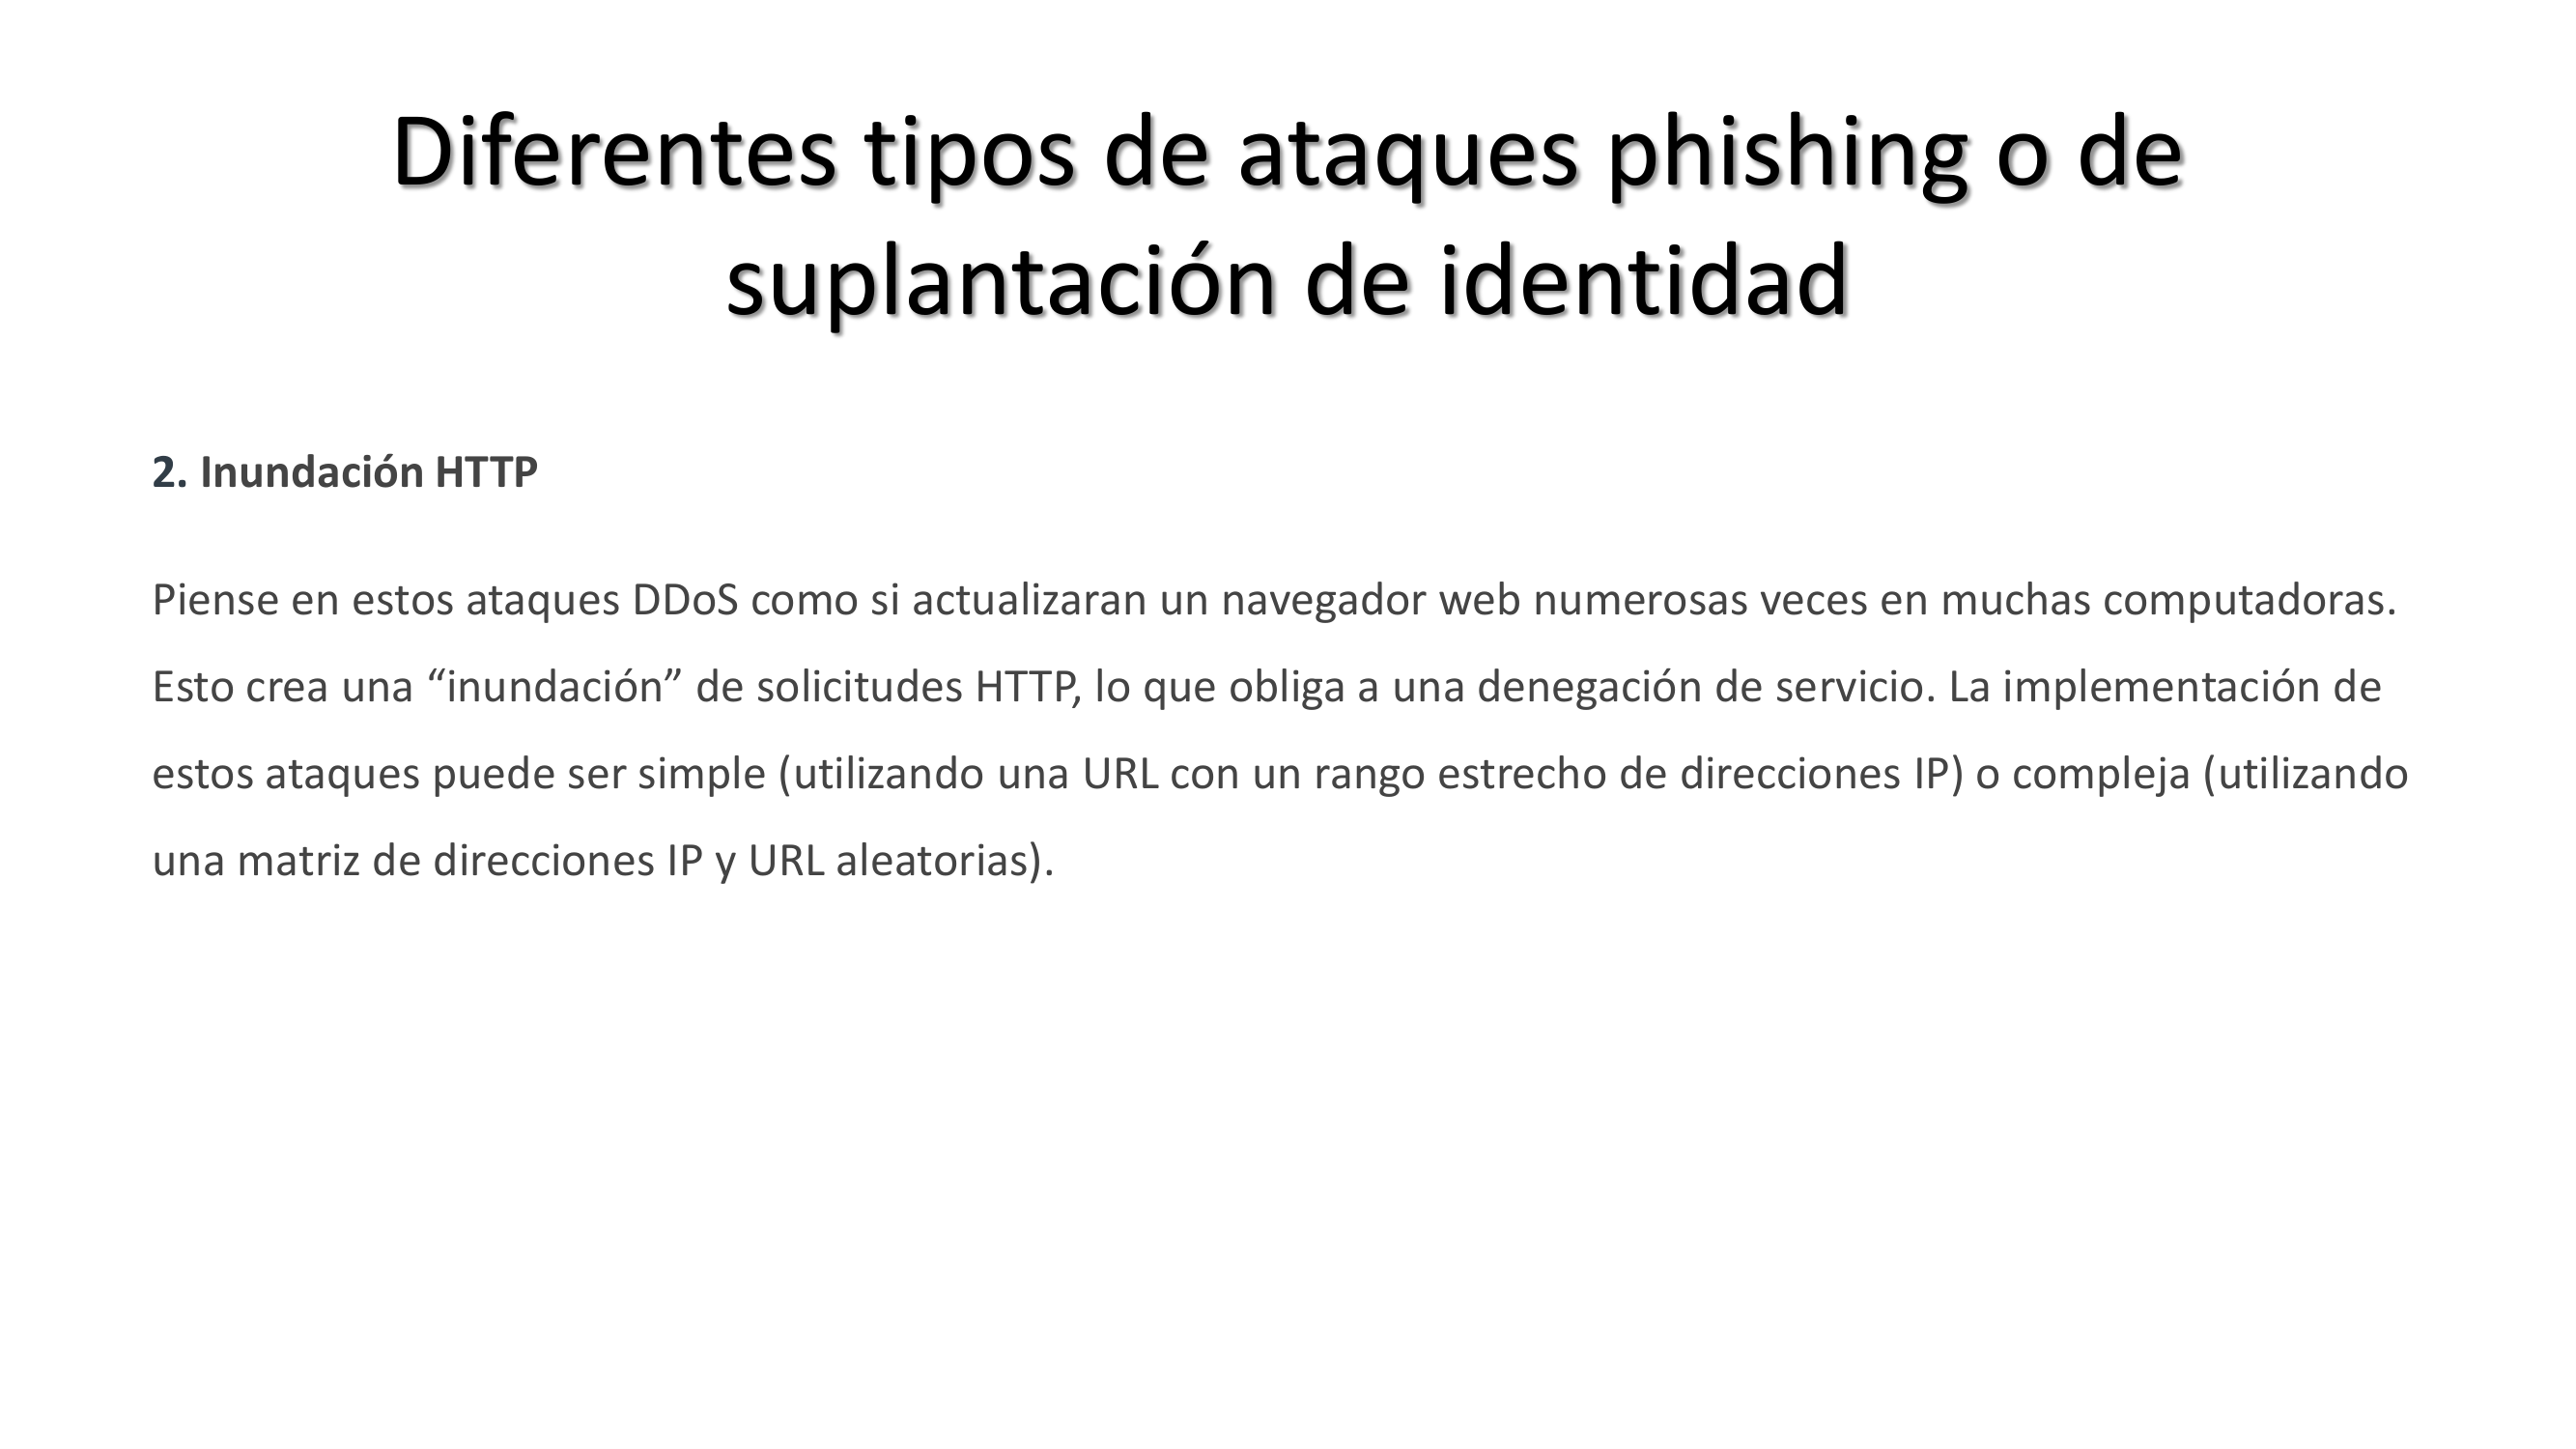 Diferentes tipos de ataques phishing o de
suplantación de identidad
2. Inundación HTTP
Piense en estos ataques DDoS como si actualizaran un navegador web numerosas veces en muchas computadoras.
Esto crea una “inundación” de solicitudes HTTP, lo que obliga a una denegación de servicio. La implementación de
estos ataques puede ser simple (utilizando una URL con un rango estrecho de direcciones IP) o compleja (utilizando
una matriz de direcciones IP y URL aleatorias).